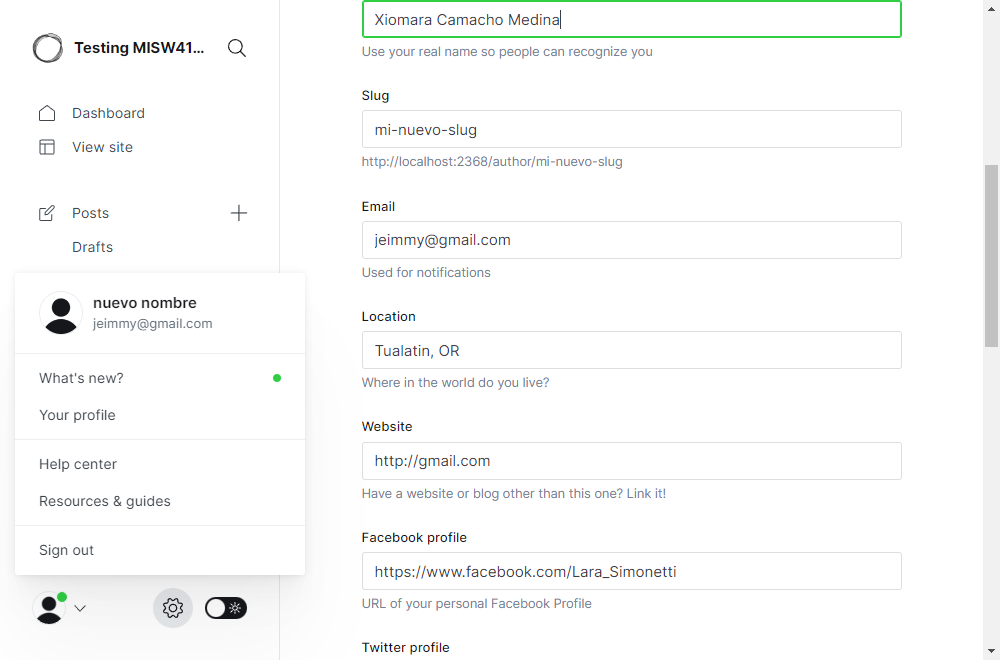 Testing MISW41...
Dashboard
View site
Posts
Drafts
nuevo nombre
jeimmy@gmail.com
What's new?
Your profile
Help center
Resources & guides
Sign out
Xiomara Camacho Medina
Use your real name so people can recognize you
Slug
mi-nuevo-slug
http://localhost:2368/author/mi-nuevo-slug
Email
jeimmy@gmail.com
Used for notifications
Location
Tualatin, OR
Where in the world do you live?
Website
http://gmail.com
Have a website or blog other than this one? Link it!
Facebook profile
https://www.facebook.com/Lara_Simonetti
URL of your personal Facebook Profile
Twitter profile